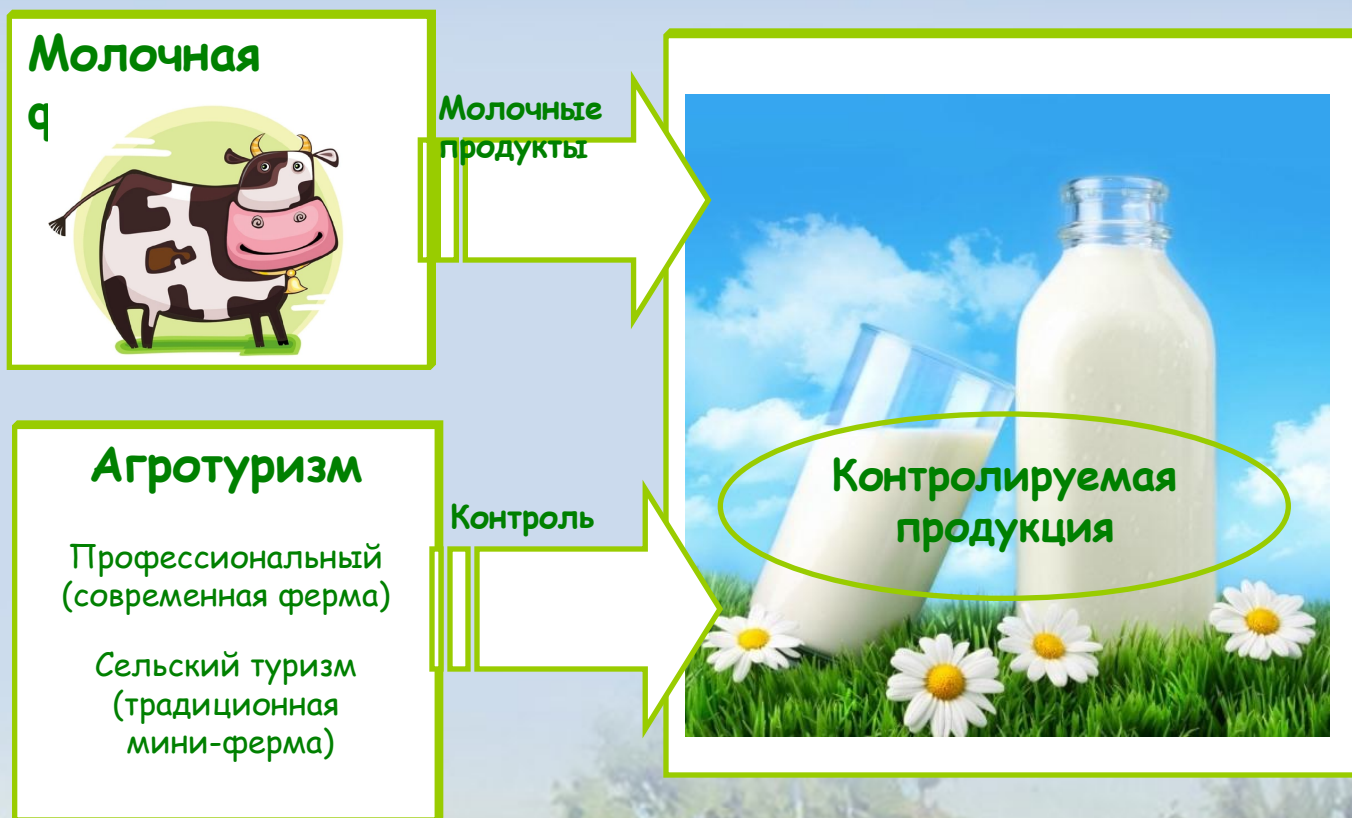 Молочная
Молочные
продукты
Агротуризм
Профессиональный
(современная ферма)
Сельский туризм
(традиционная
мини-ферма)
Контроль
Контролируемая
продукция